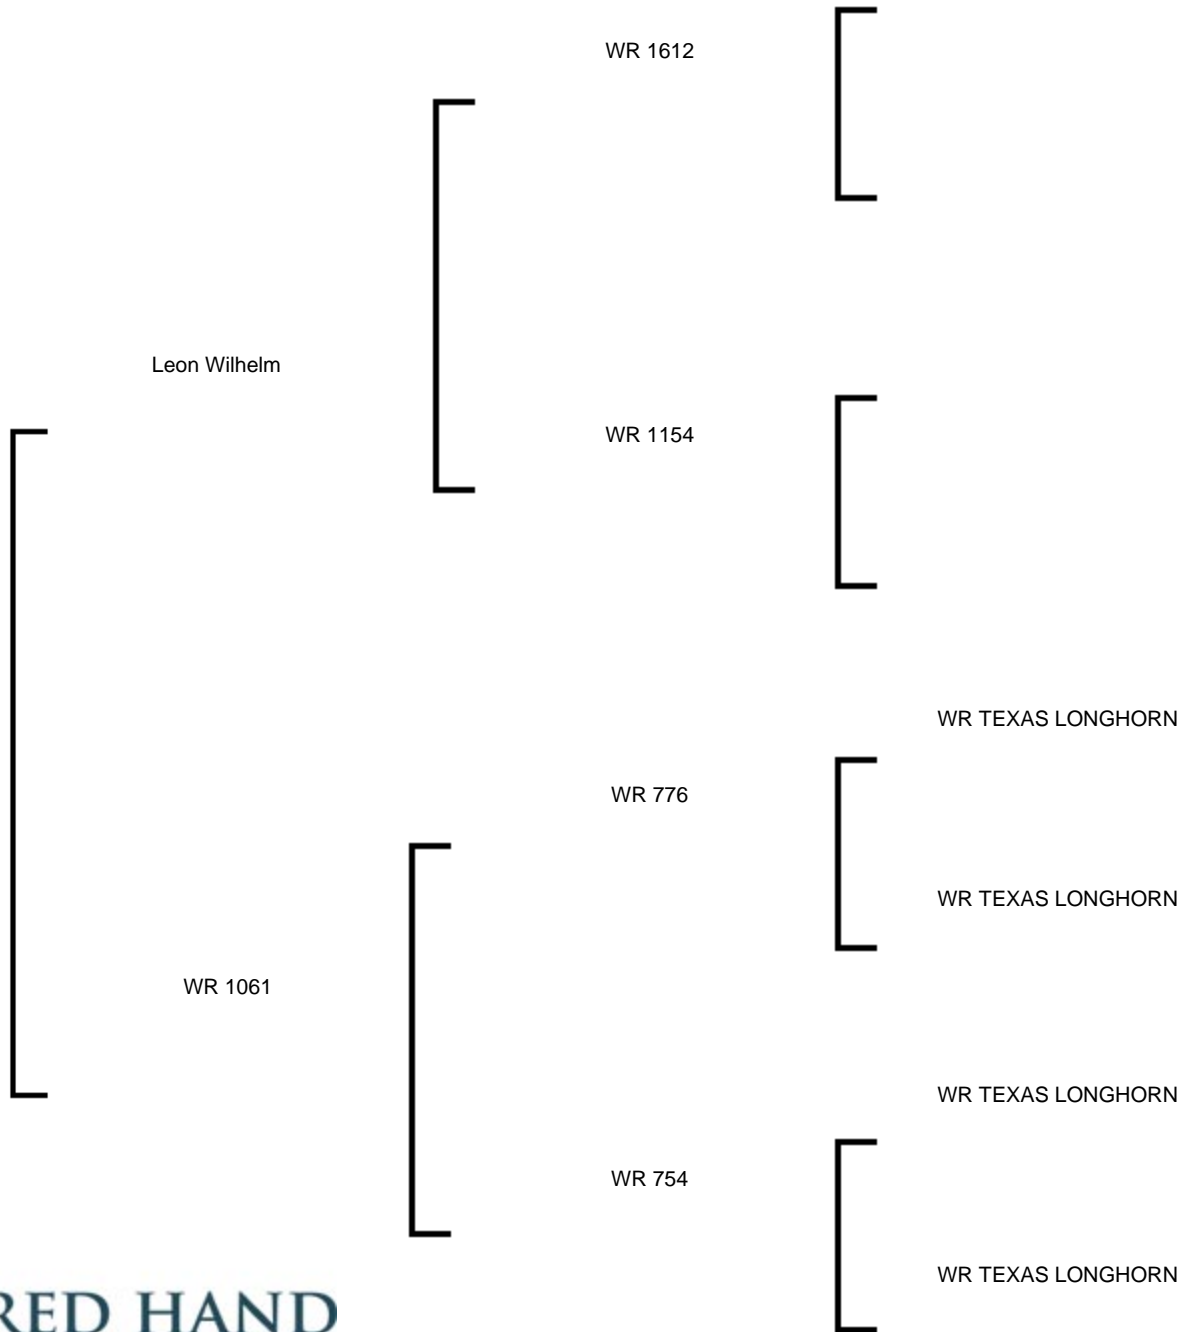 WR 1612
Leon Wilhelm
WR 1154
WR TEXAS LONGHORN
WR 776
WR TEXAS LONGHORN
WR 1061
WR TEXAS LONGHORN
WR 754
WR TEXAS LONGHORN
RED HAND